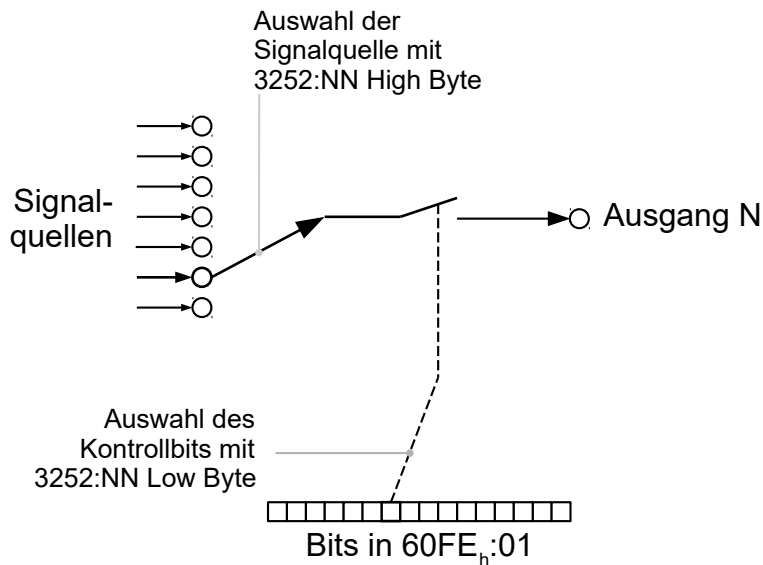 Auswahl der
Signalquelle mit
3252:NN High Byte
Signal-
quellen
Ausgang N
Auswahl des
Kontrollbits mit
3252:NN Low Byte
Bits in 60FEh:01